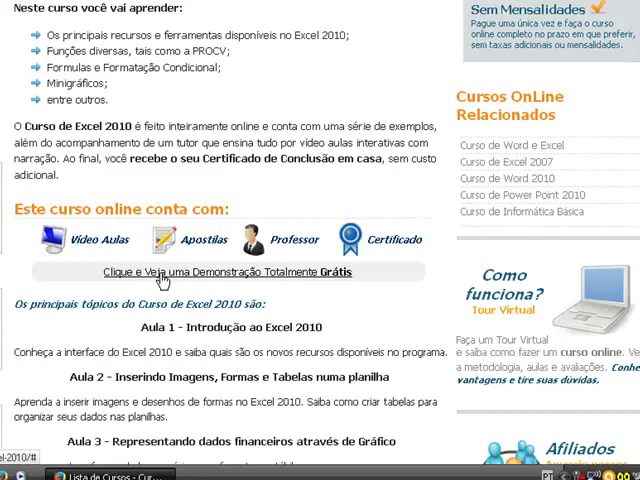 Neste curso você vai aprender:
Os principais recursos e ferramentas disponíveis no Excel 2010;
Funções diversas, tais como a PROCV;
Formulas e Formatação Condicional;
Minigráficos;
entre outros.
O Curso de Excel 2010 é feito inteiramente online e conta com uma série de exemplos,
além do acompanhamento de um tutor que ensina tudo por vídeo aulas interativas com
narração. Ao final, você recebe o seu Certificado de Conclusão em casa, sem custo
adicional.
Este curso online conta com:
Vídeo Aulas
Apostilas
Professor
Certificado
Clique e Veja uma Demonstração Totalmente Grátis
Os principais tópicos do Curso de Excel 2010 são:
Aula 1 - Introdução ao Excel 2010
Conheça a interface do Excel 2010 e saiba quais são os novos recursos disponíveis no programa.
Aula 2 - Inserindo Imagens, Formas e Tabelas numa planilha
Aprenda a inserir imagens e desenhos de formas no Excel 2010. Saiba como criar tabelas para
organizar seus dados nas planilhas.
Aula 3 - Representando dados financeiros através de Gráfico
Sem Mensalidades
Pague uma única vez e faça o curso
online completo no prazo em que preferir,
sem taxas adicionais ou mensalidades.
Cursos OnLine
Relacionados
Curso de Word e Excel
Curso de Excel 2007
Curso de Word 2010
Curso de Power Point 2010
Curso de Informática Básica
Como
funciona?
Tour Virtual
Faça um Tour Virtual
e saiba como fazer um curso online. Ve
a metodologia, aulas e avaliações. Conhe
vantagens e tire suas dúvidas.
Afiliados
el-2010/#
Lista de Cursos - Cur...
PT